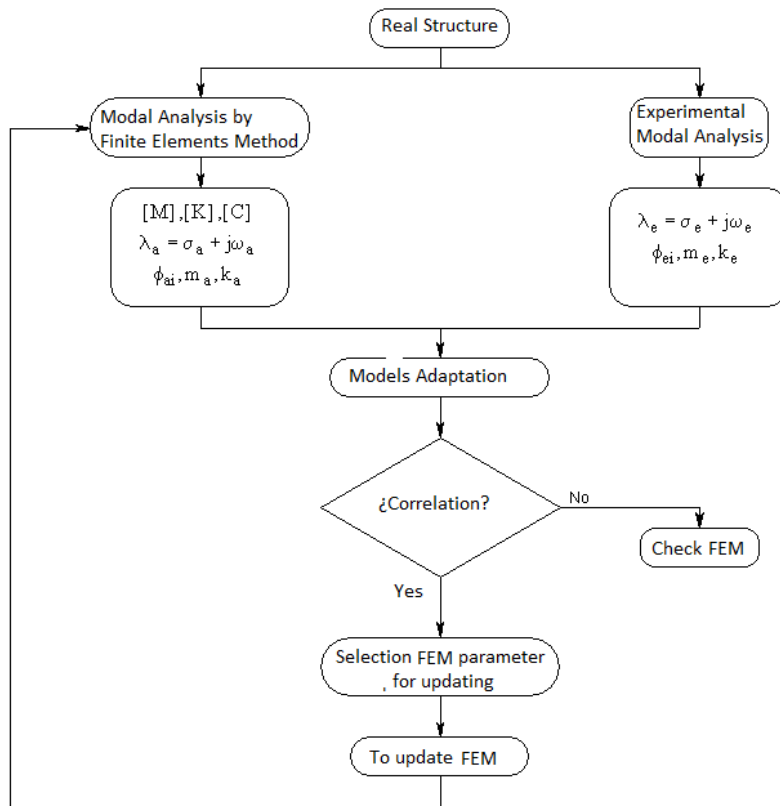 Real Structure
Modal Analysis by
Finite Elements Method
Experimental
Modal Analysis
[M],[K],[C]
λa = σa + jωa
ϕai,ma,ka
λe = σe + jωe
ϕei,me,ke
Models Adaptation
¿Correlation?
No
Check FEM
Yes
Selection FEM parameter
, for updating
To update FEM